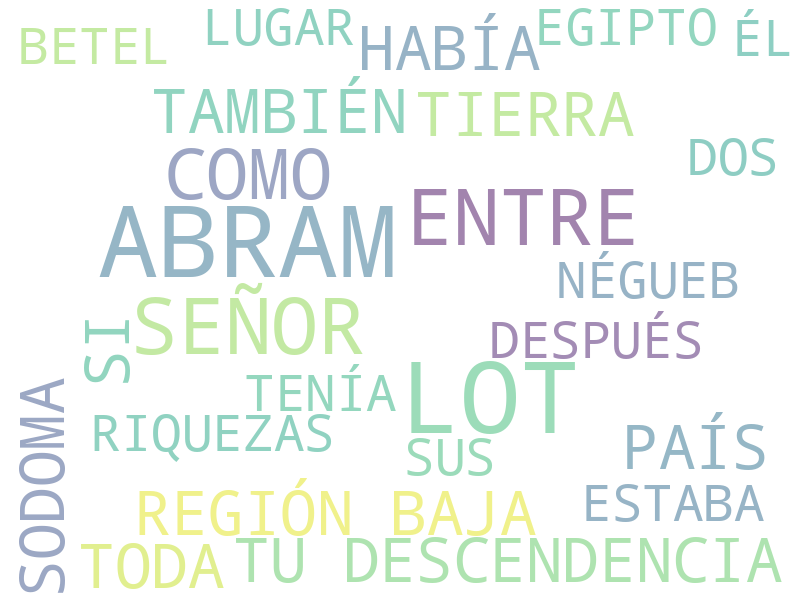 BETEL
LUGAR
HABÍA
EGIPTO
ÉL
TAMBIÉN
TIERRA
DOS
COMO
ENTRE
ABRAM
NÉGUEB
SEÑOR
SI
DESPUÉS
LOT
TENÍA
RIQUEZAS
SUS
PAÍS
SODOMA
REGIÓN BAJA
ESTABA
TODA
TU DESCENDENCIA